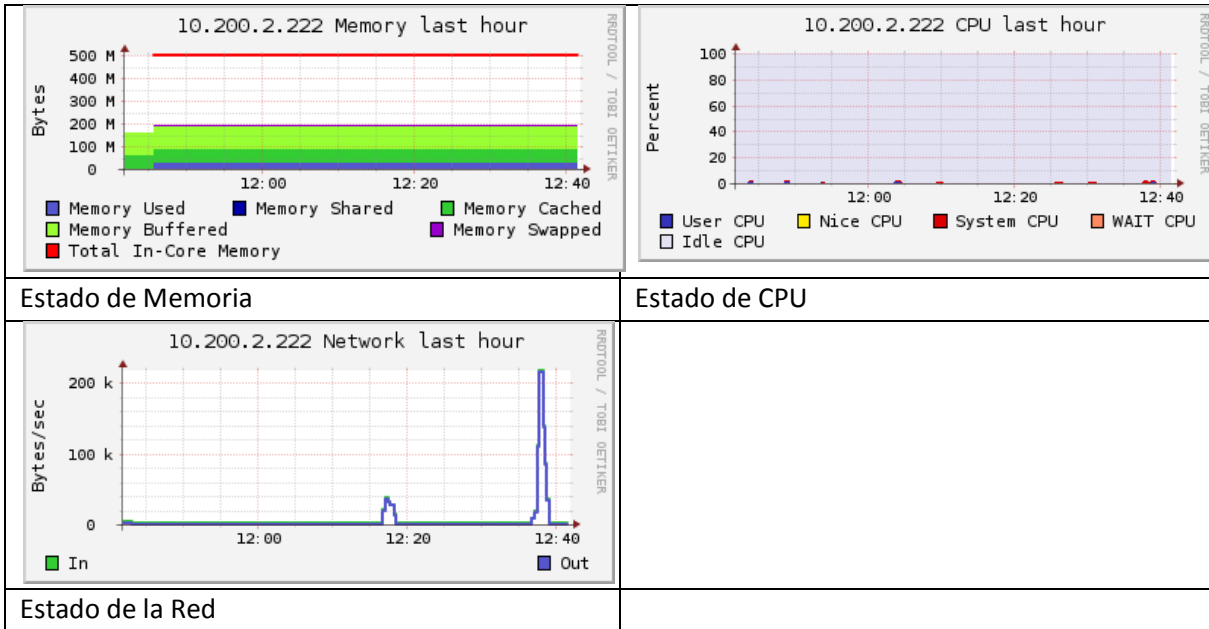 10.200.2.222 Memory last hour
RRDTOOL / TOBI OETIKER
Bytes
500 M
400 M
300 M
200 M
100 M
0
12:00 12:20 12:40
Memory Used Memory Shared Memory Cached
Memory Buffered Memory Swapped
Total In-Core Memory
10.200.2.222 CPU last hour
RRDTOOL / TOBI OETIKER
Percent
100
80
60
40
20
0
12:00 12:20 12:40
User CPU Nice CPU System CPU WAIT CPU
Idle CPU
Estado de Memoria
Estado de CPU
10.200.2.222 Network last hour
RRDTOOL / TOBI OETIKER
Bytes/sec
200 k
100 k
0
12:00 12:20 12:40
In Out
Estado de la Red